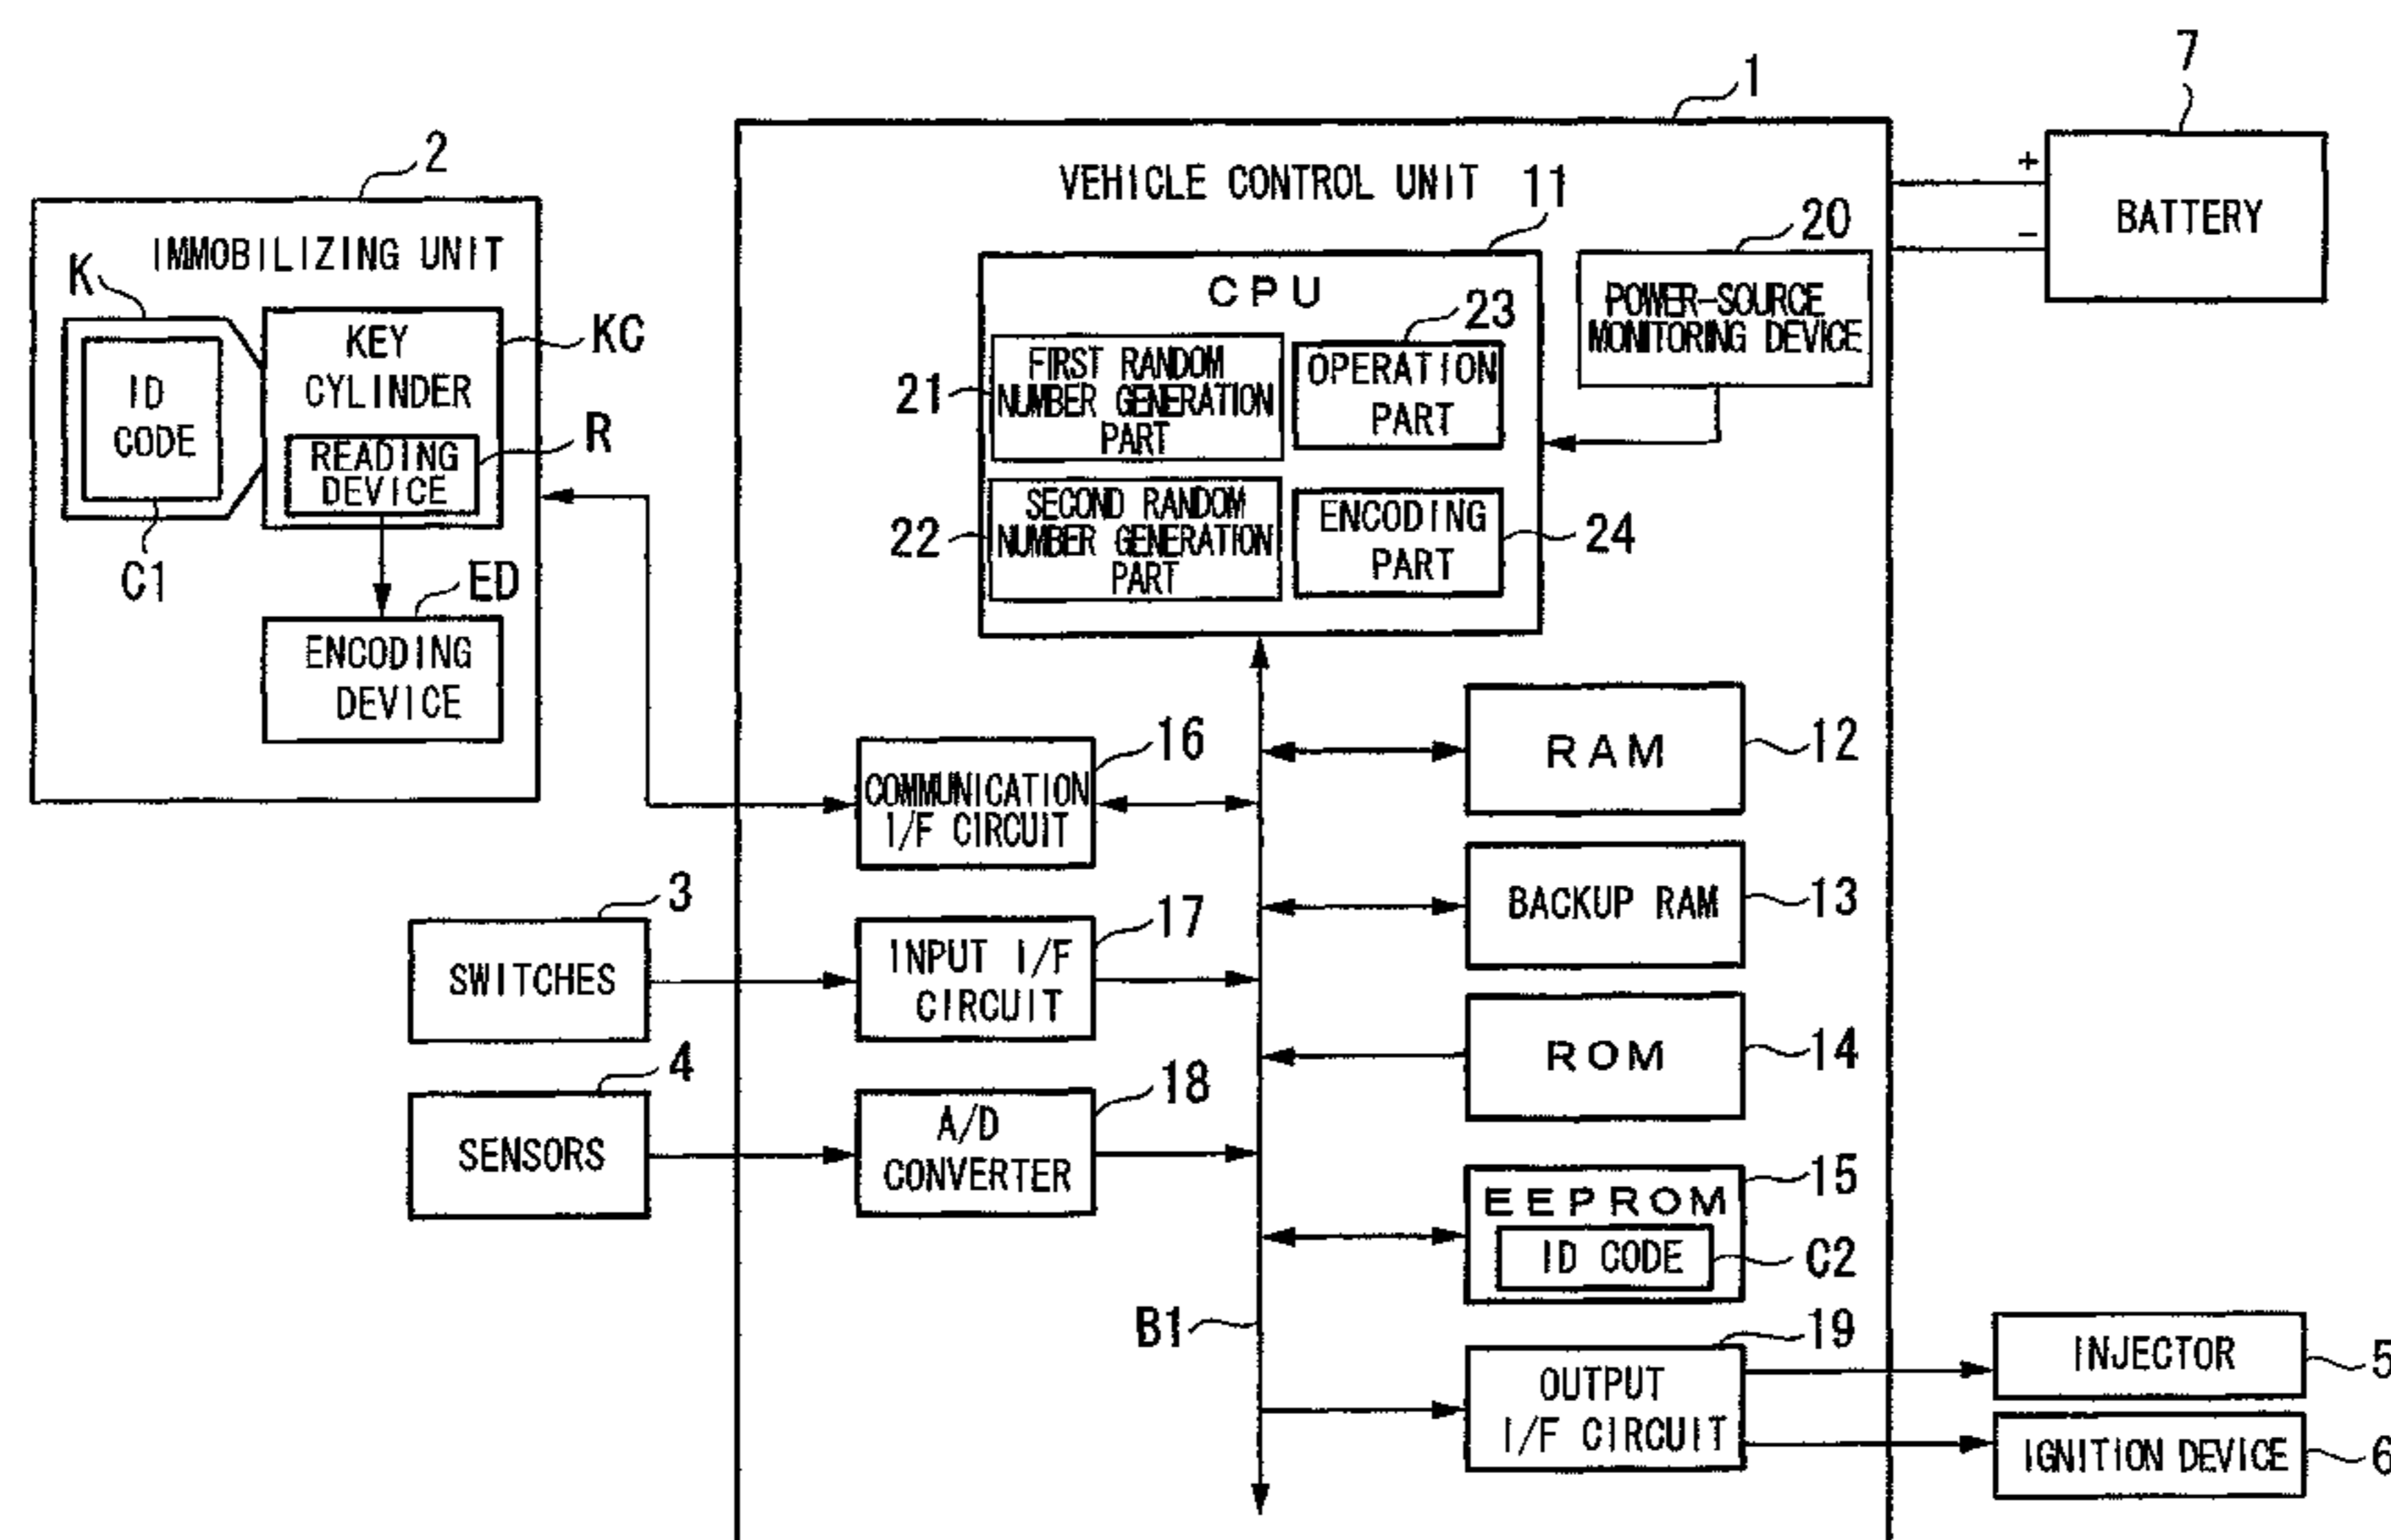 1
7
2
VEHICLE CONTROL UNIT
11
+
-
BATTERY
20
IMMOBILIZING UNIT
K
KEY
CYLINDER
KC
ID
CODE
READING
DEVICE
R
C1
ED
ENCODING
DEVICE
CPU
POWER-SOURCE
MONITORING DEVICE
23
21
FIRST RANDOM
NUMBER GENERATION
PART
OPERATION
PART
22
SECOND RANDOM
NUMBER GENERATION
PART
ENCODING
PART
24
16
COMMUNICATION
I/F CIRCUIT
RAM
12
3
SWITCHES
17
INPUT I/F
CIRCUIT
BACKUP RAM
13
4
SENSORS
18
A/D
CONVERTER
ROM
14
15
EEPROM
ID CODE
C2
B1
19
OUTPUT
I/F CIRCUIT
INJECTOR
5
IGNITION DEVICE
6